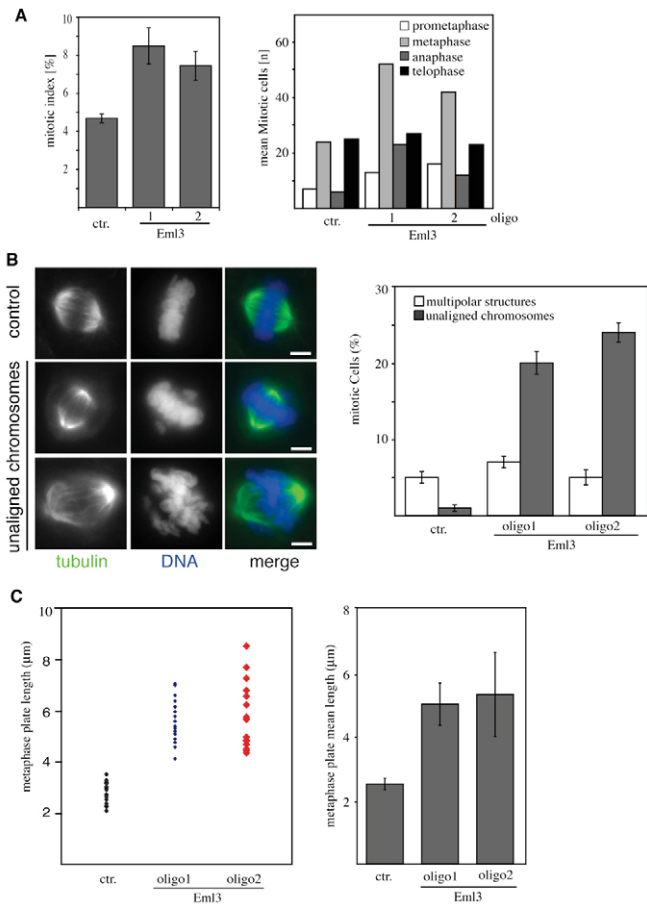 A
mitotic index [%]
10
8
6
4
2
ctr.
1
2
Eml3
mean Mitotic cells [n]
60
40
20
prometaphase
metaphase
anaphase
telophase
ctr.
1
2
oligo
Eml3
B
control
unaligned chromosomes
tubulin
DNA
merge
mitotic Cells (%)
30
20
10
multipolar structures
unaligned chromosomes
ctr.
oligo1
oligo2
Eml3
C
metaphase plate length (μm)
10
8
6
4
2
ctr.
oligo1
oligo2
Eml3
metaphase plate mean length (μm)
8
6
4
2
ctr.
oligo1
oligo2
Eml3